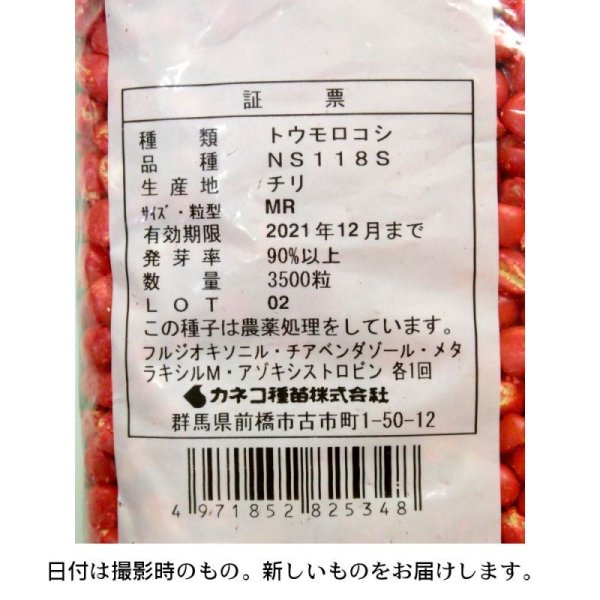 証 票
種 類 トウモロコシ
品 種 NS118S
生産地 チリ
サイズ・粒型 MR
有効期限 2021年12月まで
発芽率 90%以上
数 量 3500粒
LOT 02
この種子は農薬処理をしています。
フルジオキソニル・チアベンダゾール・メタ
ラキシルM・アゾキシストロビン 各1回
カネコ種苗株式会社
群馬県前橋市古市町1-50-12
4 971852 825348
日付は撮影時のもの。新しいものをお届けします。